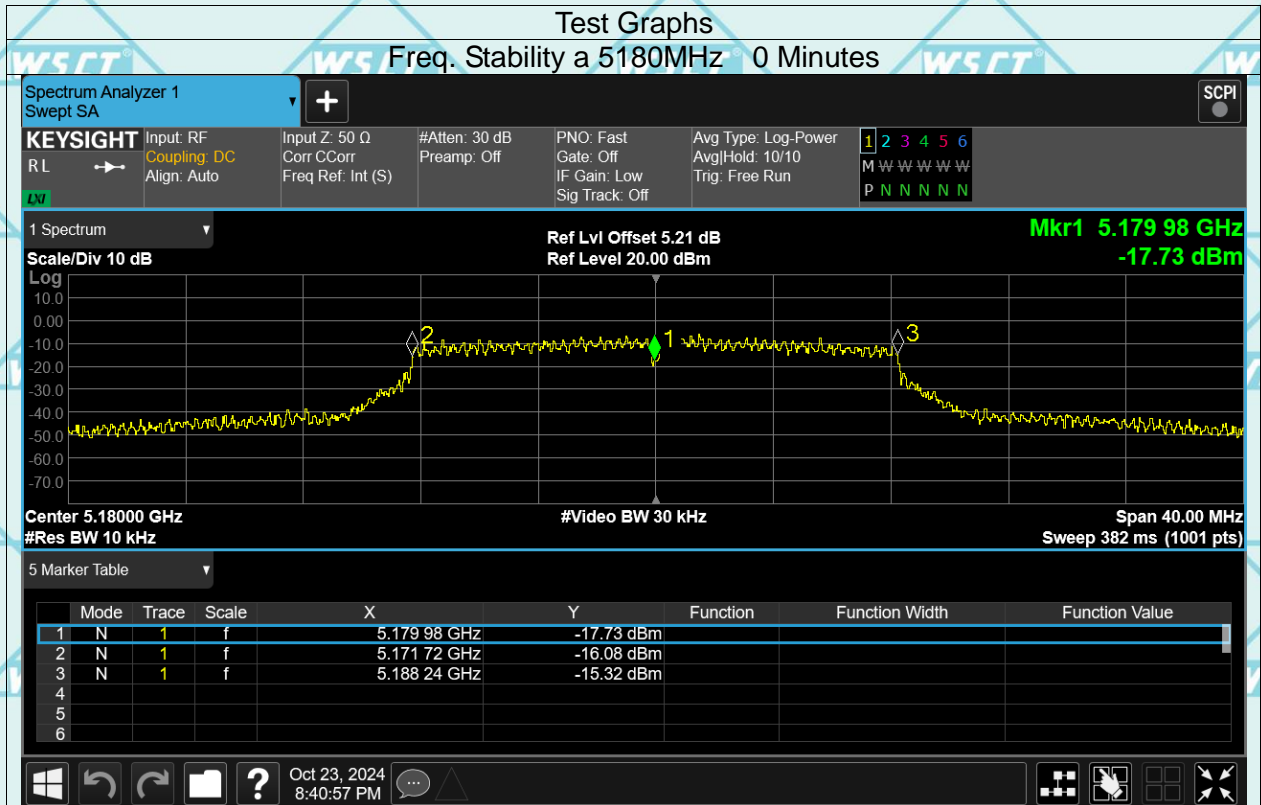 Test Graphs
Freq. Stability a 5180MHz 0 Minutes
WSCT® WSCT WSCT® W
Spectrum Analyzer 1
Swept SA
+
SCPI
KEYSIGHT
RL
LXI
Input: RF
Coupling: DC
Align: Auto
Input Z: 50 Ω
Corr CCorr
Freq Ref: Int (S)
#Atten: 30 dB
Preamp: Off
PNO: Fast
Gate: Off
IF Gain: Low
Sig Track: Off
Avg Type: Log-Power
Avg|Hold: 10/10
Trig: Free Run
1 2 3 4 5 6
M W W W W W
P N N N N N
1 Spectrum
Scale/Div 10 dB
Ref Lvl Offset 5.21 dB
Ref Level 20.00 dBm
Mkr1 5.179 98 GHz
-17.73 dBm
Log
10.0
0.00
-10.0
-20.0
-30.0
-40.0
-50.0
-60.0
-70.0
2
1
3
Center 5.18000 GHz
#Res BW 10 kHz
#Video BW 30 kHz
Span 40.00 MHz
Sweep 382 ms (1001 pts)
5 Marker Table
Mode Trace Scale X Y Function Function Width Function Value
1 N 1 f 5.179 98 GHz -17.73 dBm
2 N 1 f 5.171 72 GHz -16.08 dBm
3 N 1 f 5.188 24 GHz -15.32 dBm
4
5
6
?
Oct 23, 2024
8:40:57 PM